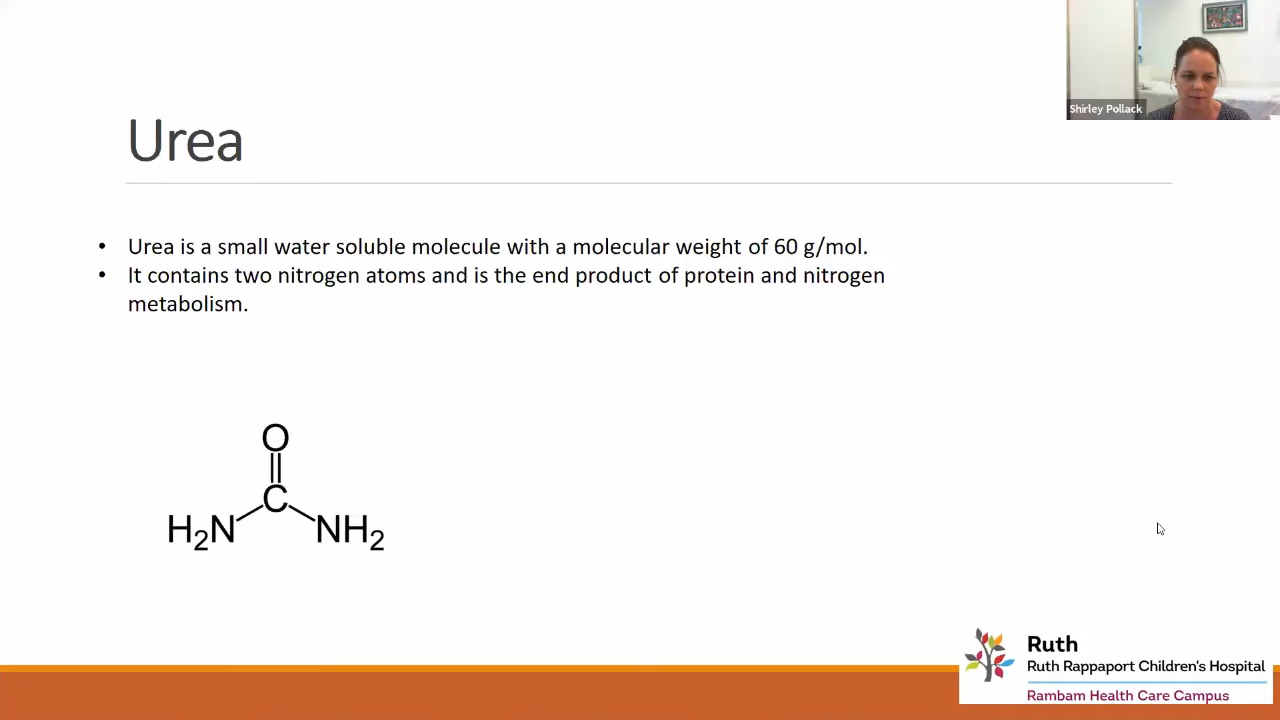 Shirley Pollack
Urea
• Urea is a small water soluble molecule with a molecular weight of 60 g/mol.
• It contains two nitrogen atoms and is the end product of protein and nitrogen
metabolism.
O
C
H₂N
NH₂
Ruth
Ruth Rappaport Children's Hospital
Rambam Health Care Campus